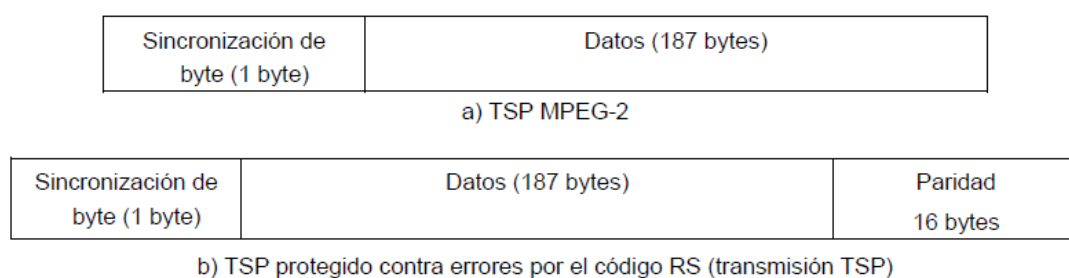 Sincronización de
byte (1 byte)
Datos (187 bytes)
a) TSP MPEG-2
Sincronización de
byte (1 byte)
Datos (187 bytes)
Paridad
16 bytes
b) TSP protegido contra errores por el código RS (transmisión TSP)